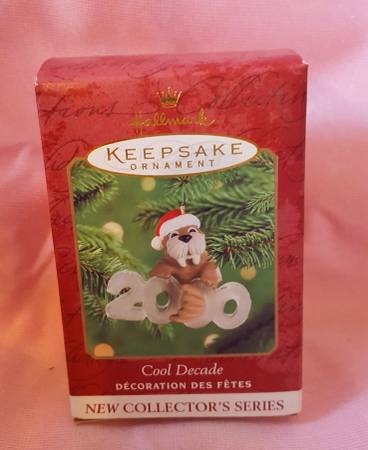 Hallmark
KEEPSAKE
ORNAMENT
2000
Cool Decade
DÉCORATION DES FÊTES
NEW COLLECTOR'S SERIES